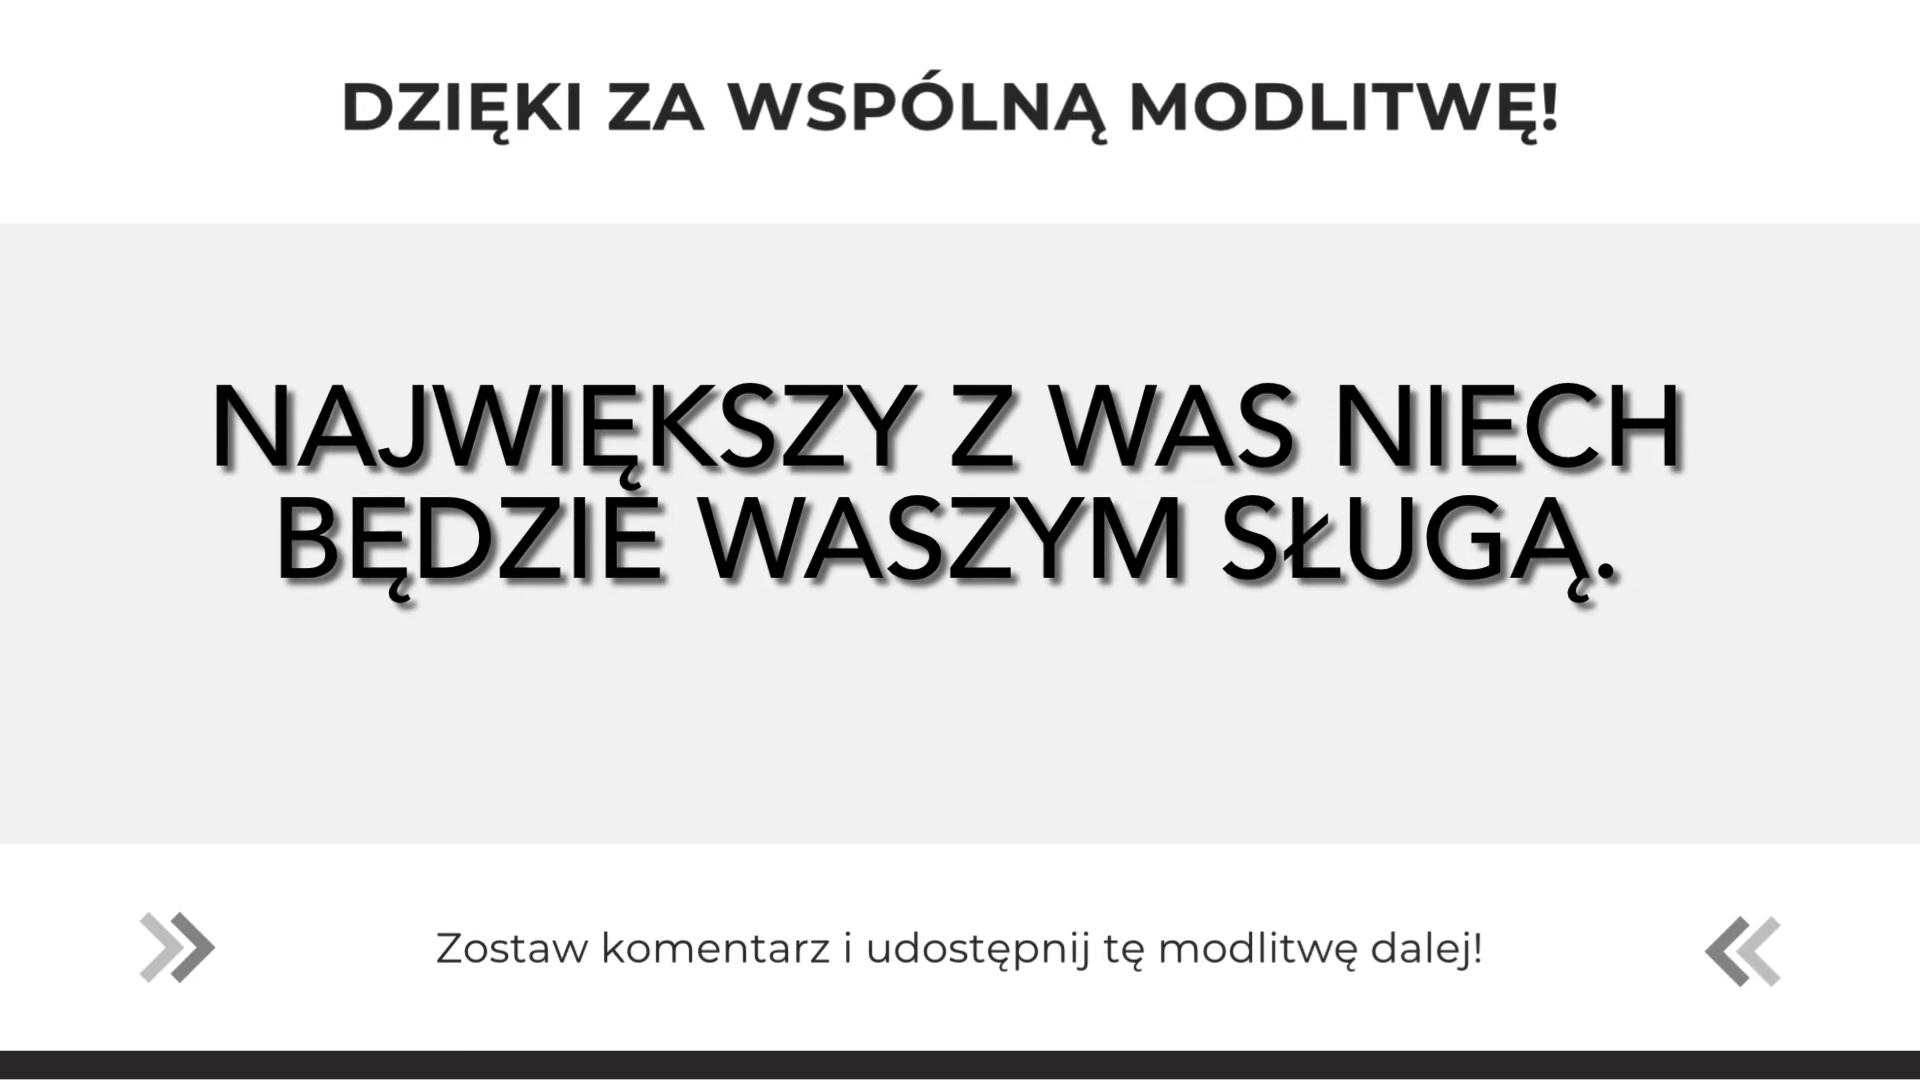 DZIĘKI ZA WSPÓLNĄ MODLITWĘ!
NAJWIĘKSZY Z WAS NIECH
BĘDZIE WASZYM SŁUGĄ.
Zostaw komentarz i udostępnij tę modlitwę dalej!